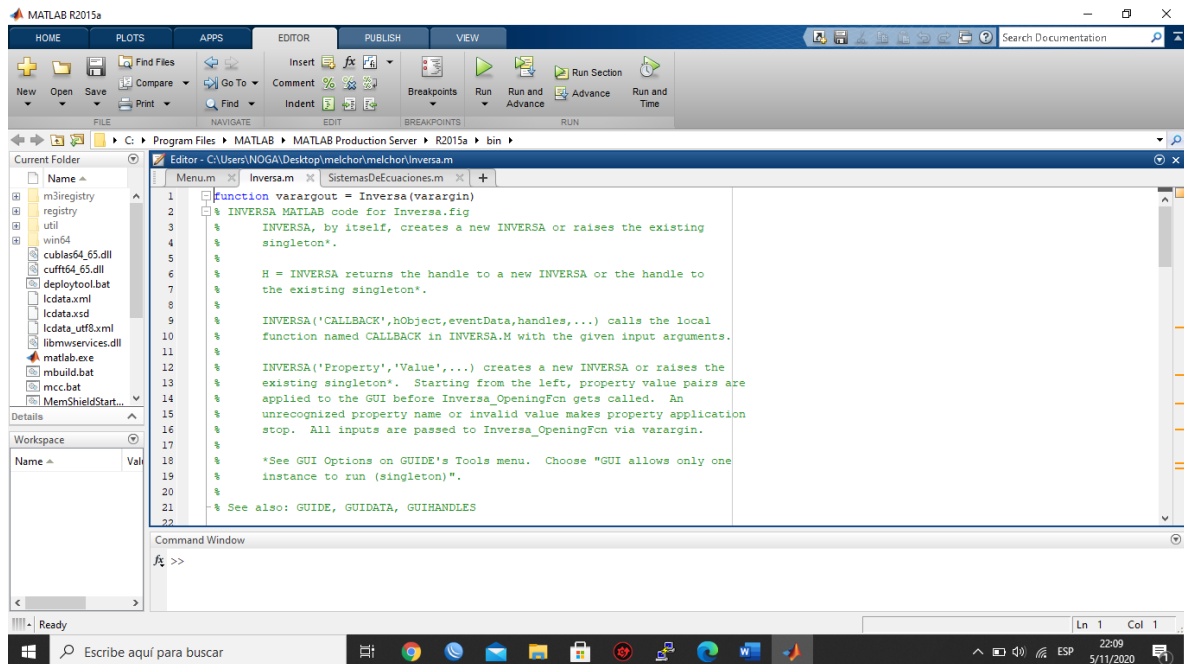 MATLAB R2015a
HOME PLOTS APPS EDITOR PUBLISH VIEW
Search Documentation
New Open Save Find Files Compare Print
FILE
Go To Find
NAVIGATE
Insert fx
Comment
Indent
EDIT
Breakpoints
BREAKPOINTS
Run Run and Advance Run Section Advance Run and Time
RUN
C: Program Files MATLAB MATLAB Production Server R2015a bin
Current Folder
Name
m3iregistry
registry
util
win64
cublas64_65.dll
cufft64_65.dll
deploytool.bat
lcdata.xml
lcdata.xsd
lcdata_utf8.xml
libmwservices.dll
matlab.exe
mbuild.bat
mcc.bat
MemShieldStart...
Details
Workspace
Name Val
Editor - C:\Users\NOGA\Desktop\melchor\melchor\Inversa.m
Menu.m Inversa.m SistemasDeEcuaciones.m
1 function varargout = Inversa(varargin)
2 % INVERSA MATLAB code for Inversa.fig
3 % INVERSA, by itself, creates a new INVERSA or raises the existing
4 % singleton*.
5 %
6 % H = INVERSA returns the handle to a new INVERSA or the handle to
7 % the existing singleton*.
8 %
9 % INVERSA('CALLBACK',hObject,eventData,handles,...) calls the local
10 % function named CALLBACK in INVERSA.M with the given input arguments.
11 %
12 % INVERSA('Property','Value',...) creates a new INVERSA or raises the
13 % existing singleton*.  Starting from the left, property value pairs are
14 % applied to the GUI before Inversa_OpeningFcn gets called.  An
15 % unrecognized property name or invalid value makes property application
16 % stop.  All inputs are passed to Inversa_OpeningFcn via varargin.
17 %
18 % *See GUI Options on GUIDE's Tools menu.  Choose "GUI allows only one
19 % instance to run (singleton)".
20 %
21 % See also: GUIDE, GUIDATA, GUIHANDLES
22
Command Window
fx >>
Ready
Ln 1 Col 1
Escribe aquí para buscar
ESP
22:09
5/11/2020